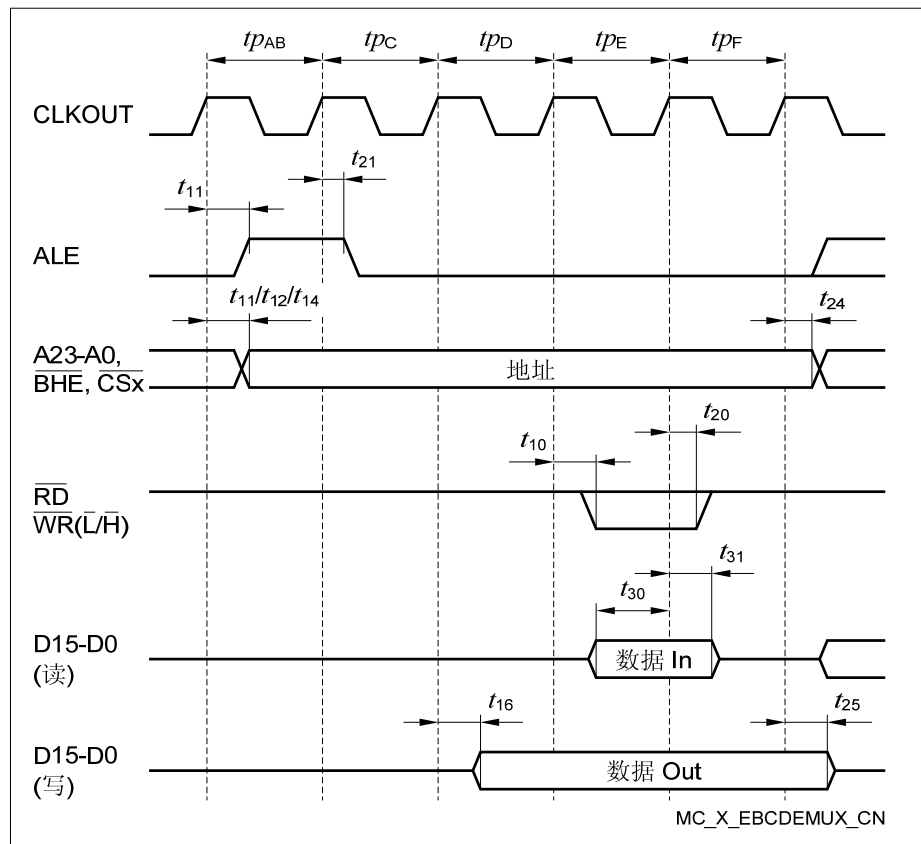 tpAB tpC tpD tpE tpF
CLKOUT
t21
t11
ALE
t11/t12/t14
t24
A23-A0,
BHE, CSx
地址
t20
t10
RD
WR(L/H)
t31
t30
D15-D0
(读)
数据 In
t16
t25
D15-D0
(写)
数据 Out
MC_X_EBCDEMUX_CN